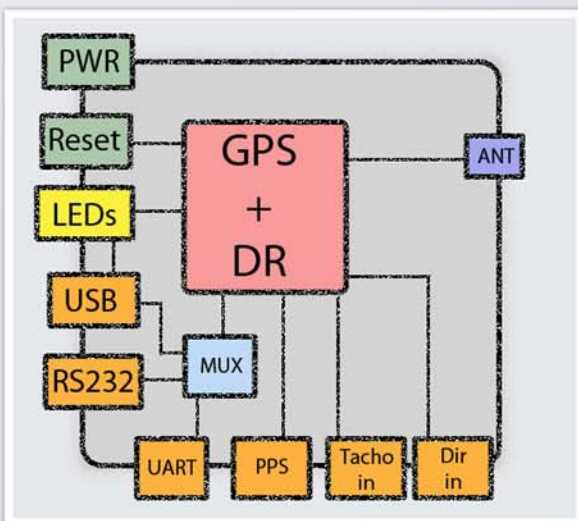 PWR
Reset
GPS
+
DR
ANT
LEDs
USB
MUX
RS232
UART
PPS
Tacho
in
Dir
in